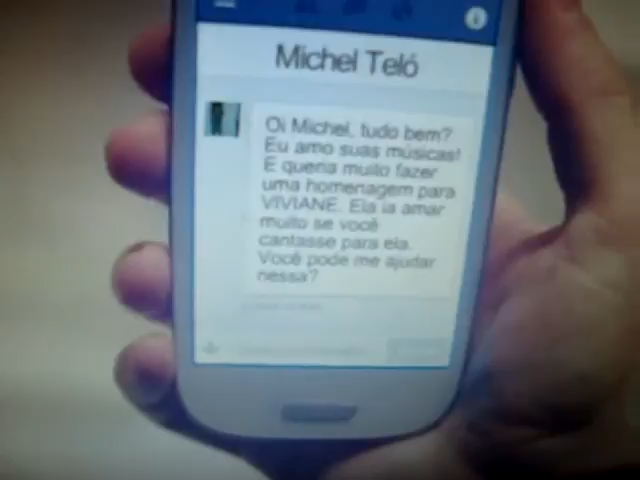 Michel Teló
Oi Michel, tudo bem?
Eu amo suas músicas!
E queria muito fazer
uma homenagem para
VIVIANE. Ela ia amar
muito se você
cantasse para ela.
Você pode me ajudar
nessa?